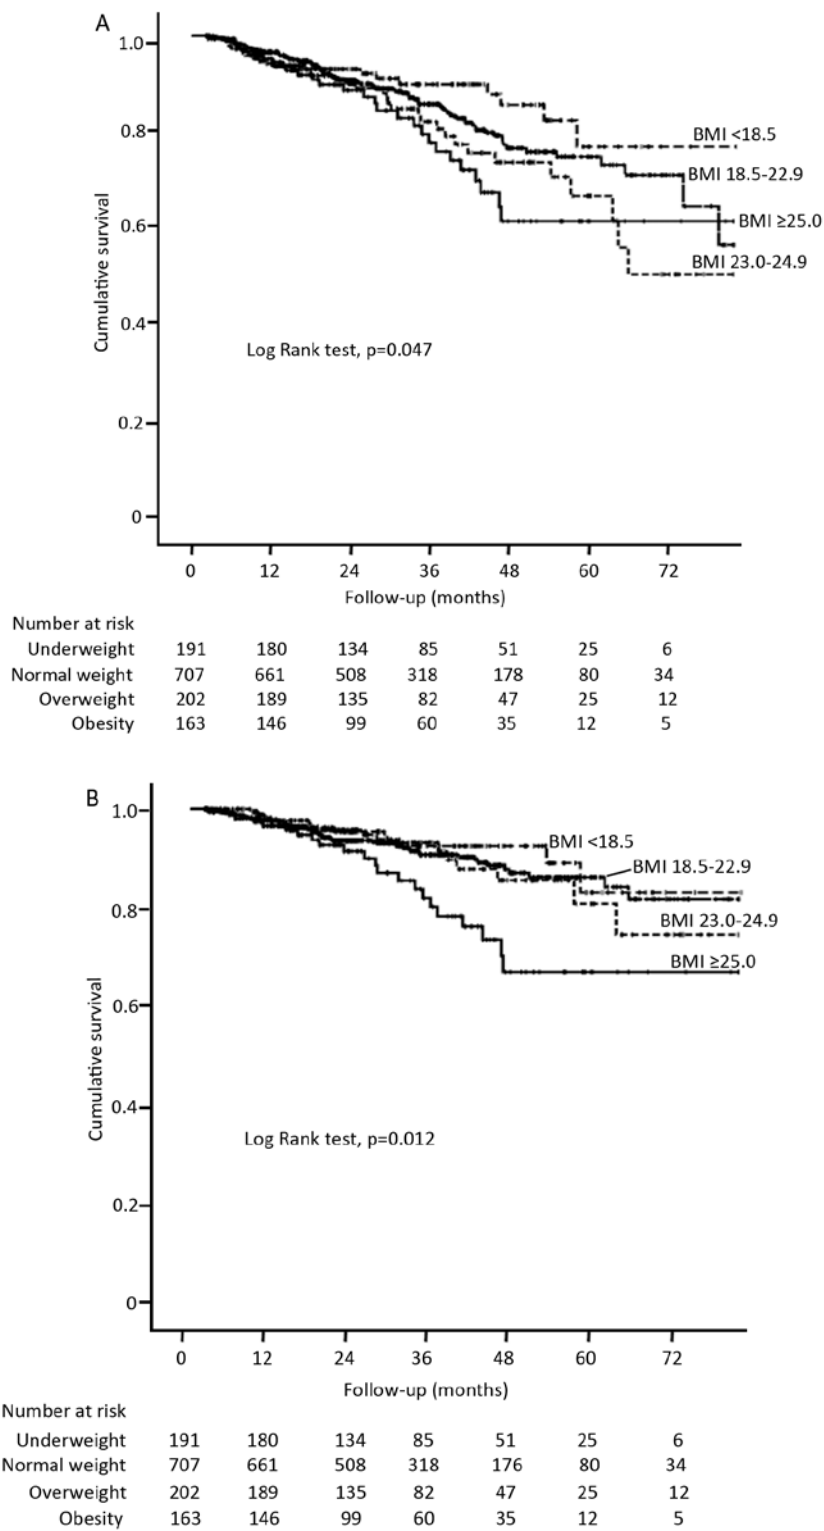 A
1.0
0.8
0.6
0.4
0.2
0
Cumulative survival
BMI <18.5
BMI 18.5-22.9
BMI ≥25.0
BMI 23.0-24.9
Log Rank test, p=0.047
0 12 24 36 48 60 72
Follow-up (months)
Number at risk
Underweight 191 180 134 85 51 25 6
Normal weight 707 661 508 318 178 80 34
Overweight 202 189 135 82 47 25 12
Obesity 163 146 99 60 35 12 5
B
1.0
0.8
0.6
0.4
0.2
0
Cumulative survival
BMI <18.5
BMI 18.5-22.9
BMI 23.0-24.9
BMI ≥25.0
Log Rank test, p=0.012
0 12 24 36 48 60 72
Follow-up (months)
Number at risk
Underweight 191 180 134 85 51 25 6
Normal weight 707 661 508 318 176 80 34
Overweight 202 189 135 82 47 25 12
Obesity 163 146 99 60 35 12 5